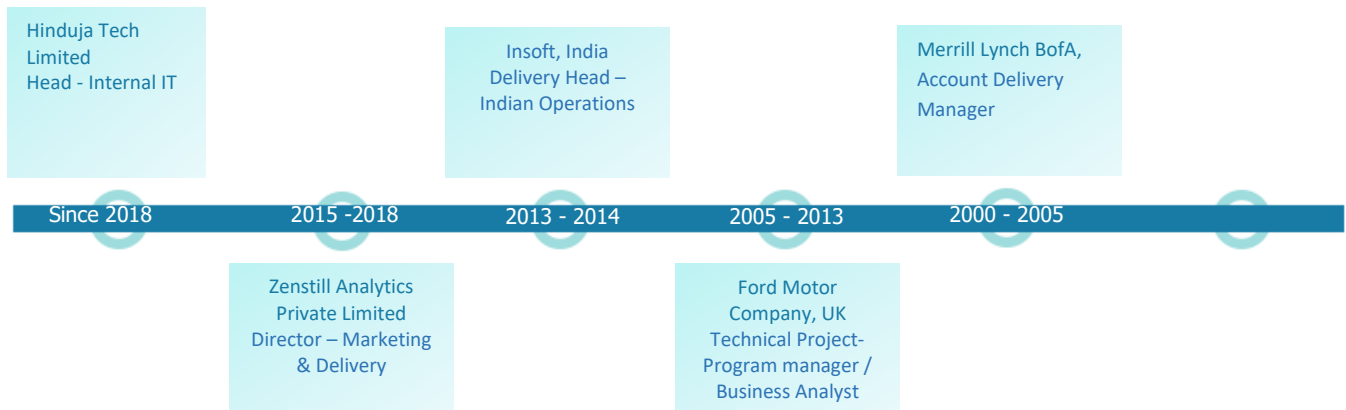 Hinduja Tech
Limited
Head - Internal IT
Insoft, India
Delivery Head –
Indian Operations
Merrill Lynch BofA,
Account Delivery
Manager
Since 2018
2015 -2018
2013 - 2014
2005 - 2013
2000 - 2005
Zenstill Analytics
Private Limited
Director – Marketing
& Delivery
Ford Motor
Company, UK
Technical Project-
Program manager /
Business Analyst